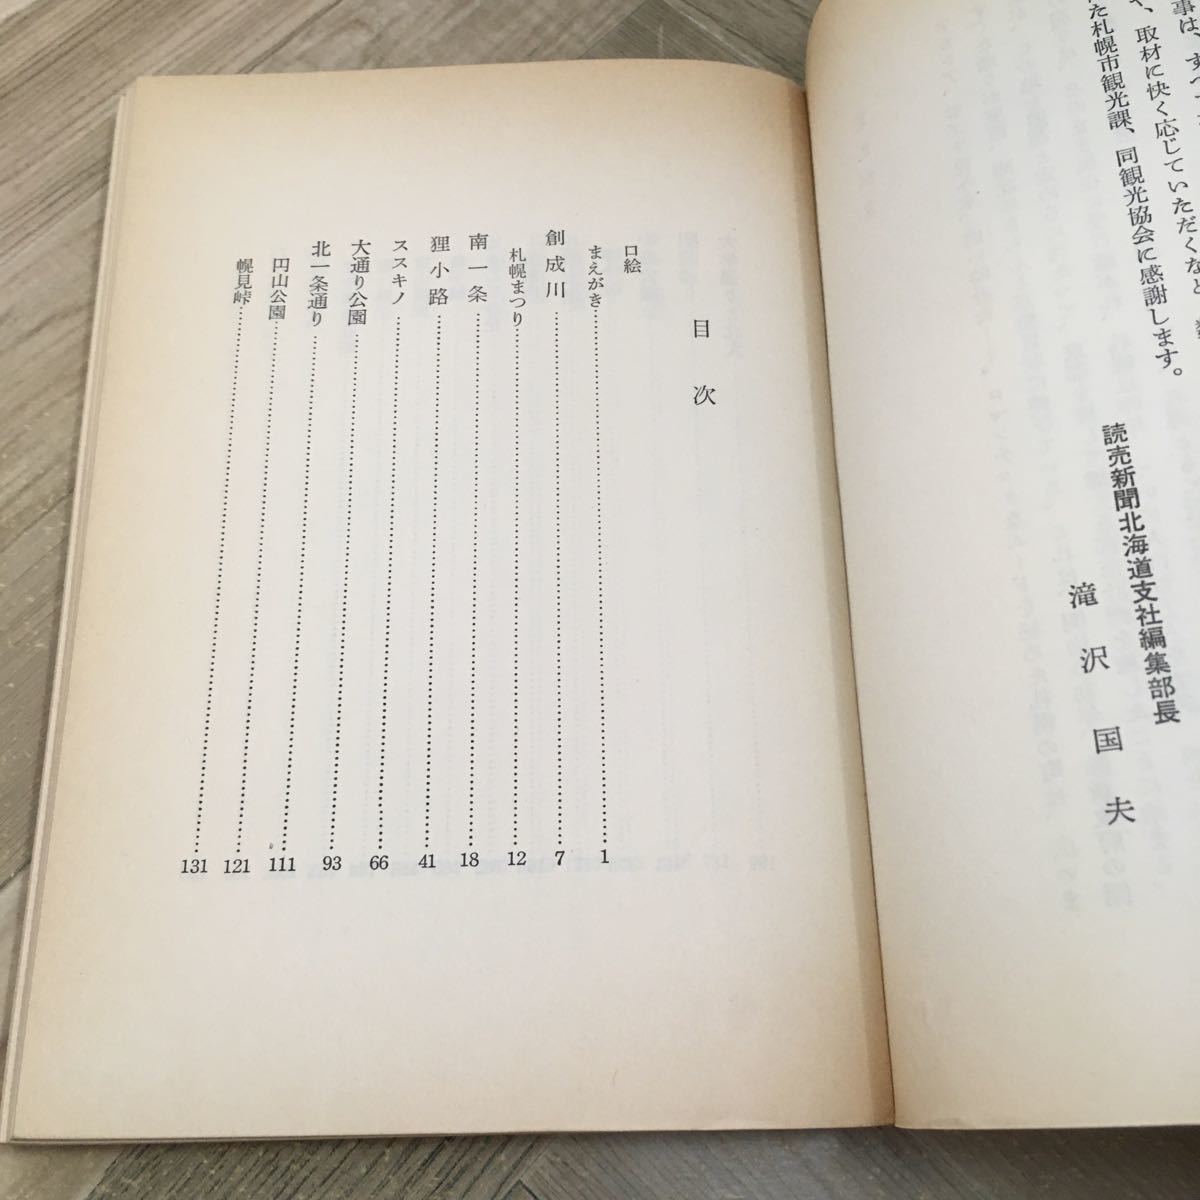 事は、すべて
、取材に快く応じていただくなど、
た札幌市観光課、同観光協会に感謝します。
読売新聞北海道支社編集部長
滝沢国夫
目次
口絵
まえがき……1
創成川……7
札幌まつり……12
南一条……18
狸小路……41
ススキノ……66
大通り公園……93
北一条通り……111
円山公園……121
幌見峠……131